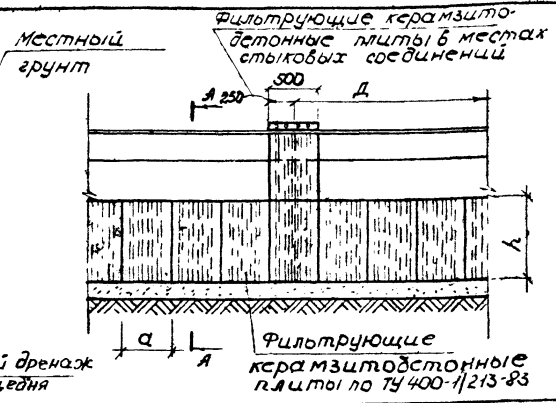 Фильтрующие керамзито-
бетонные плиты в местах
стыковых соединений
Местный
грунт
500
А 250
Д
h
а
А
й дренаж
щебня
Фильтрующие
керамзитобетонные
плиты по ТУ 400-1/213-83